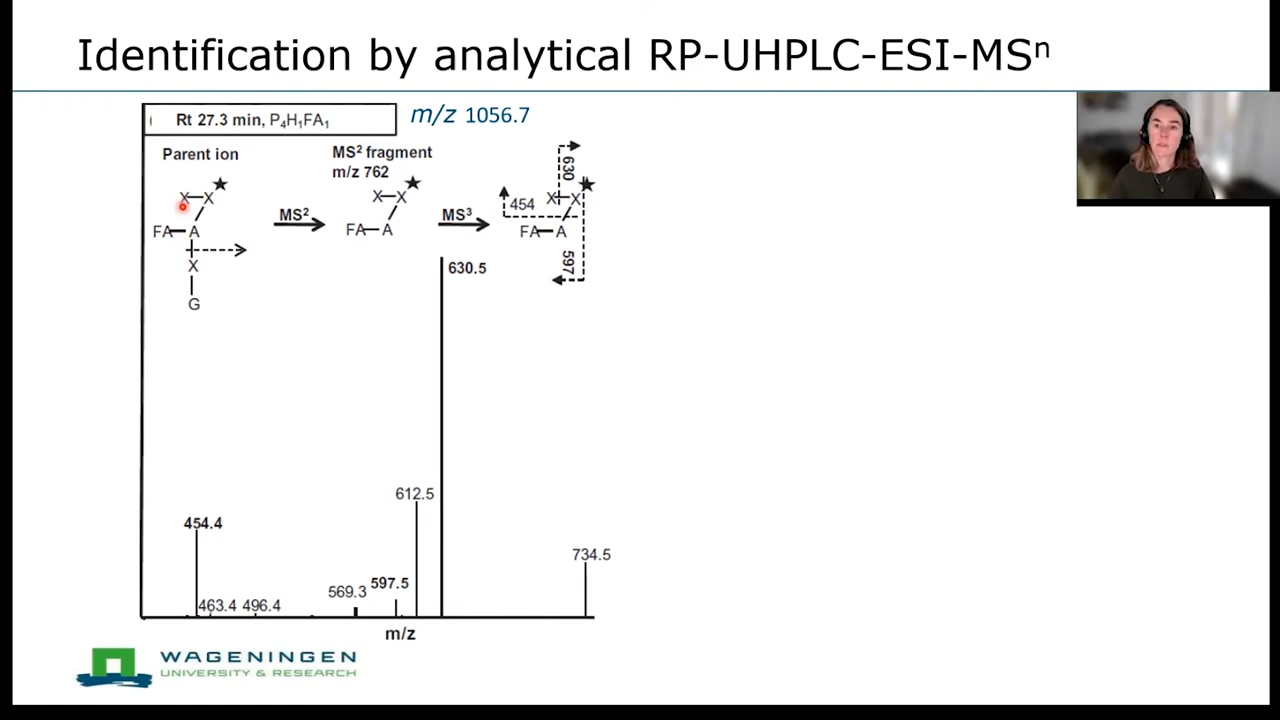 Identification by analytical RP-UHPLC-ESI-MSⁿ
Rt 27.3 min, P₄H₁FA₁
m/z 1056.7
Parent ion
MS² fragment
m/z 762
X X
FA A
X
G
MS²
X X
FA A
MS³
630
454
X X
FA A
597
630.5
612.5
454.4
734.5
597.5
569.3
463.4 496.4
m/z
WAGENINGEN
UNIVERSITY & RESEARCH